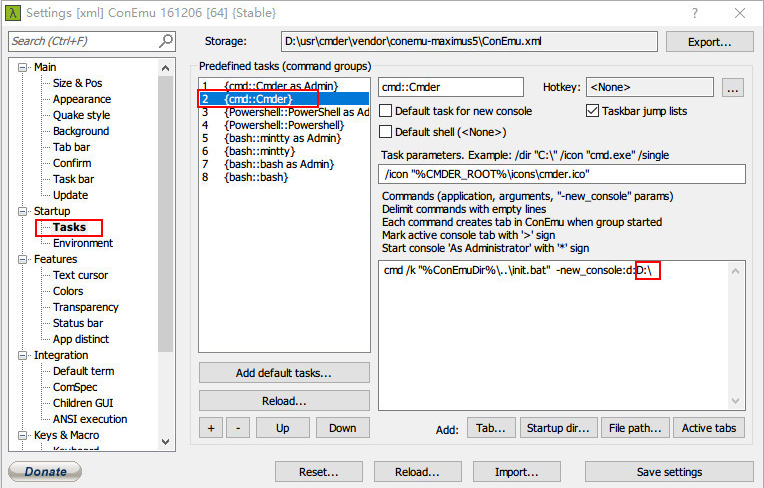 λ Settings [xml] ConEmu 161206 [64] {Stable} ?
Search (Ctrl+F)
Storage: D:\usr\cmder\vendor\conemu-maximus5\ConEmu.xml Export...
Main
Size & Pos
Appearance
Quake style
Background
Tab bar
Confirm
Task bar
Update
Startup
Tasks
Environment
Features
Text cursor
Colors
Transparency
Status bar
App distinct
Integration
Default term
ComSpec
Children GUI
ANSI execution
Keys & Macro
Predefined tasks (command groups)
1 {cmd::Cmder as Admin}
2 {cmd::Cmder}
3 {Powershell::PowerShell as Ad
4 {Powershell::Powershell}
5 {bash::mintty as Admin}
6 {bash::mintty}
7 {bash::bash as Admin}
8 {bash::bash}
Add default tasks...
Reload...
+ - Up Down
cmd::Cmder Hotkey: <None> ...
Default task for new console Taskbar jump lists
Default shell (<None>)
Task parameters. Example: /dir "C:\" /icon "cmd.exe" /single
/icon "%CMDER_ROOT%\icons\cmder.ico"
Commands (application, arguments, "-new_console" params)
Delimit commands with empty lines
Each command creates tab in ConEmu when group started
Mark active console tab with '>' sign
Start console 'As Administrator' with '*' sign
cmd /k "%ConEmuDir%\..\init.bat" -new_console:d:D:\
Add: Tab... Startup dir... File path... Active tabs
Donate Reset... Reload... Import... Save settings